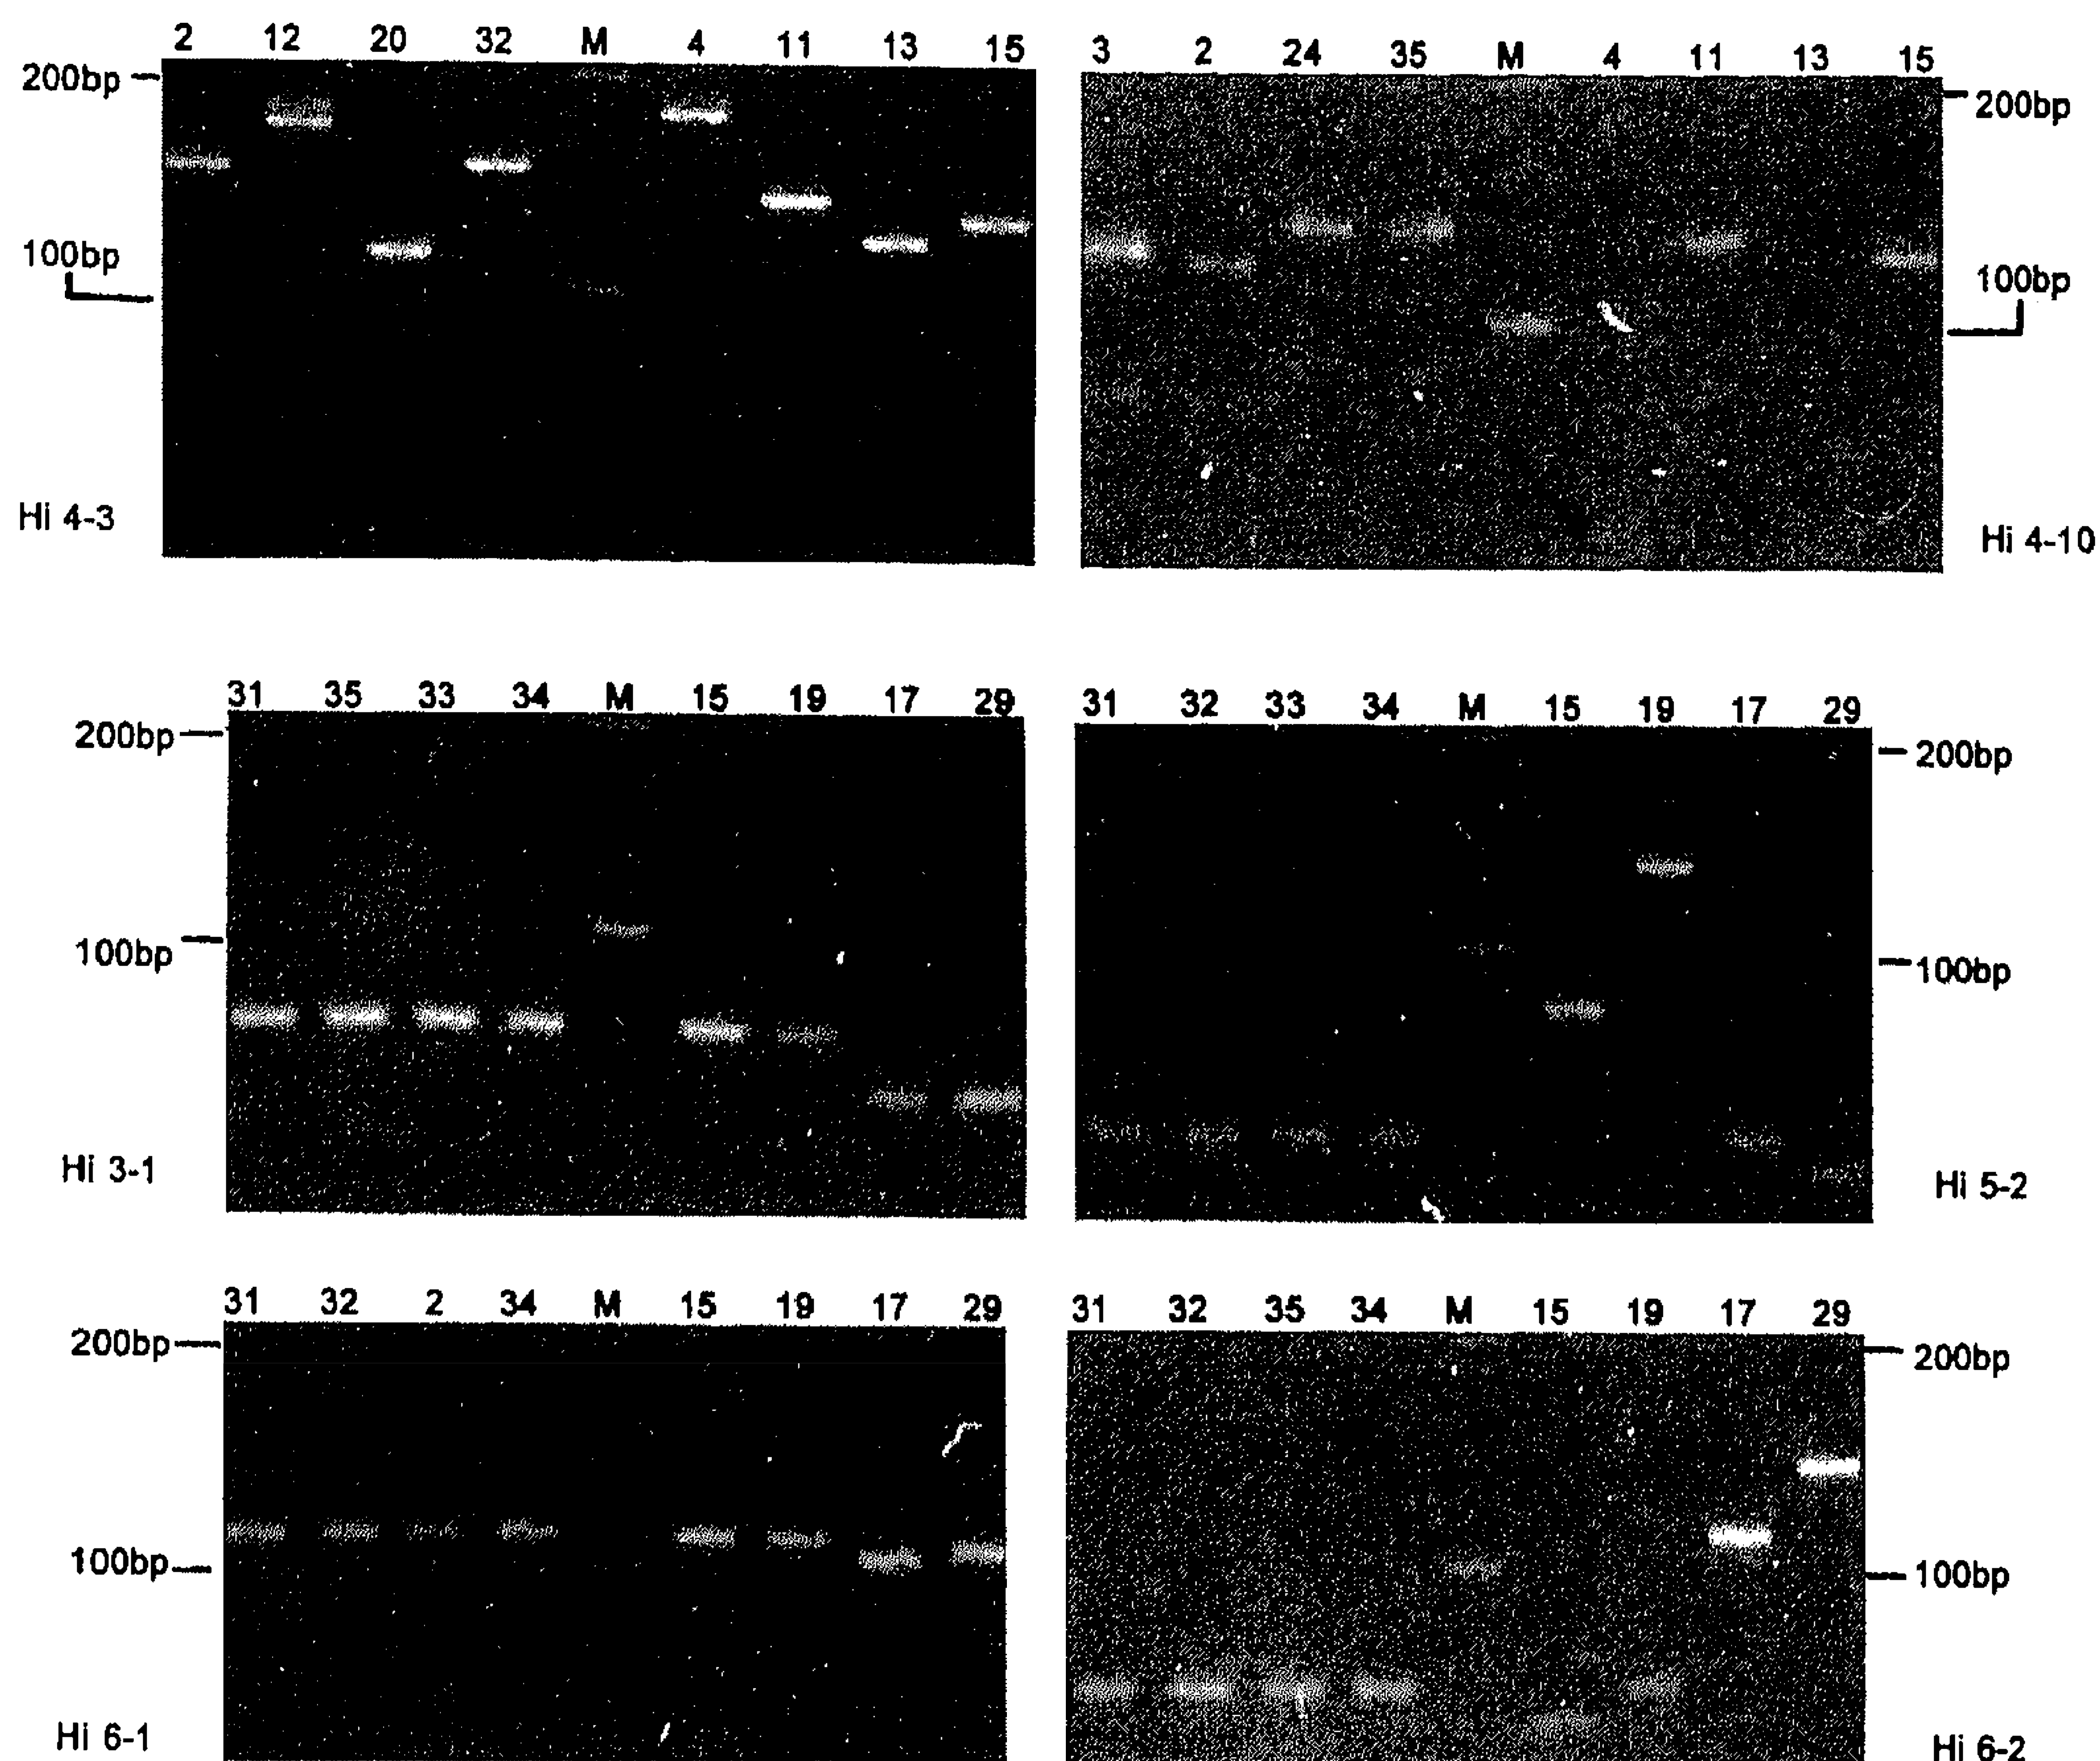 2 12 20 32 M 4 11 13 15
200bp
100bp
Hi 4-3
3 2 24 35 M 4 11 13 15
200bp
100bp
Hi 4-10
31 35 33 34 M 15 19 17 29
200bp
100bp
Hi 3-1
31 32 33 34 M 15 19 17 29
200bp
100bp
Hi 5-2
31 32 2 34 M 15 19 17 29
200bp
100bp
Hi 6-1
31 32 35 34 M 15 19 17 29
200bp
100bp
Hi 6-2